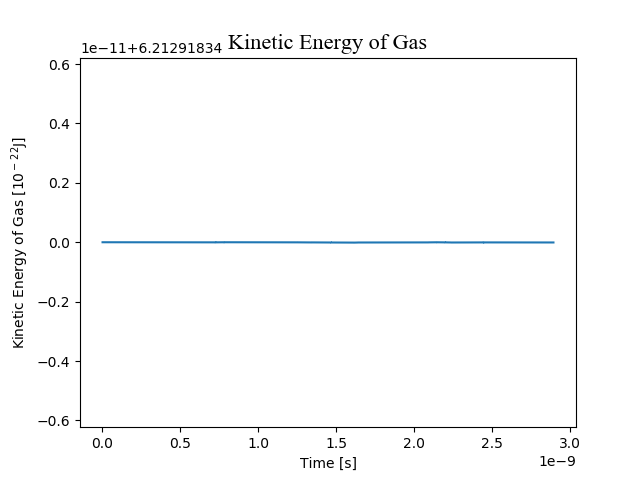 Kinetic Energy of Gas
1e−11+6.21291834
Kinetic Energy of Gas [10⁻²²J]
0.6
0.4
0.2
0.0
−0.2
−0.4
−0.6
0.0 0.5 1.0 1.5 2.0 2.5 3.0
Time [s]
1e−9